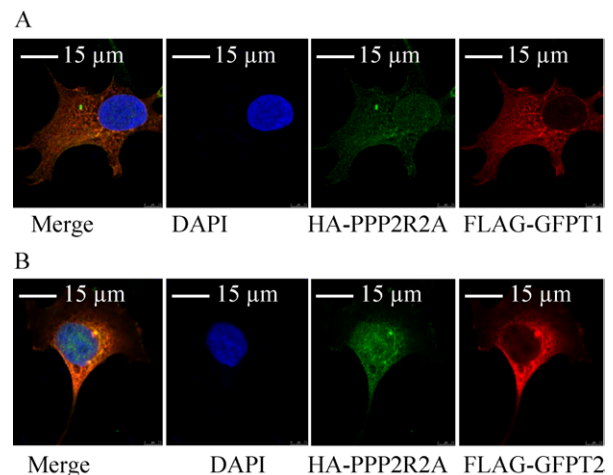 A
15 µm 15 µm 15 µm 15 µm
Merge DAPI HA-PPP2R2A FLAG-GFPT1
B
15 µm 15 µm 15 µm 15 µm
Merge DAPI HA-PPP2R2A FLAG-GFPT2